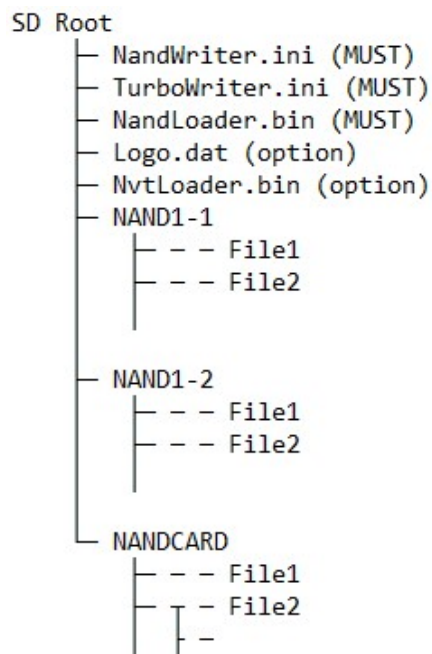 SD Root
NandWriter.ini (MUST)
TurboWriter.ini (MUST)
NandLoader.bin (MUST)
Logo.dat (option)
NvtLoader.bin (option)
NAND1-1
File1
File2
NAND1-2
File1
File2
NANDCARD
File1
File2